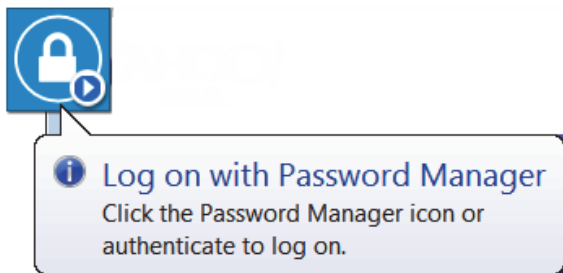 Log on with Password Manager
Click the Password Manager icon or
authenticate to log on.